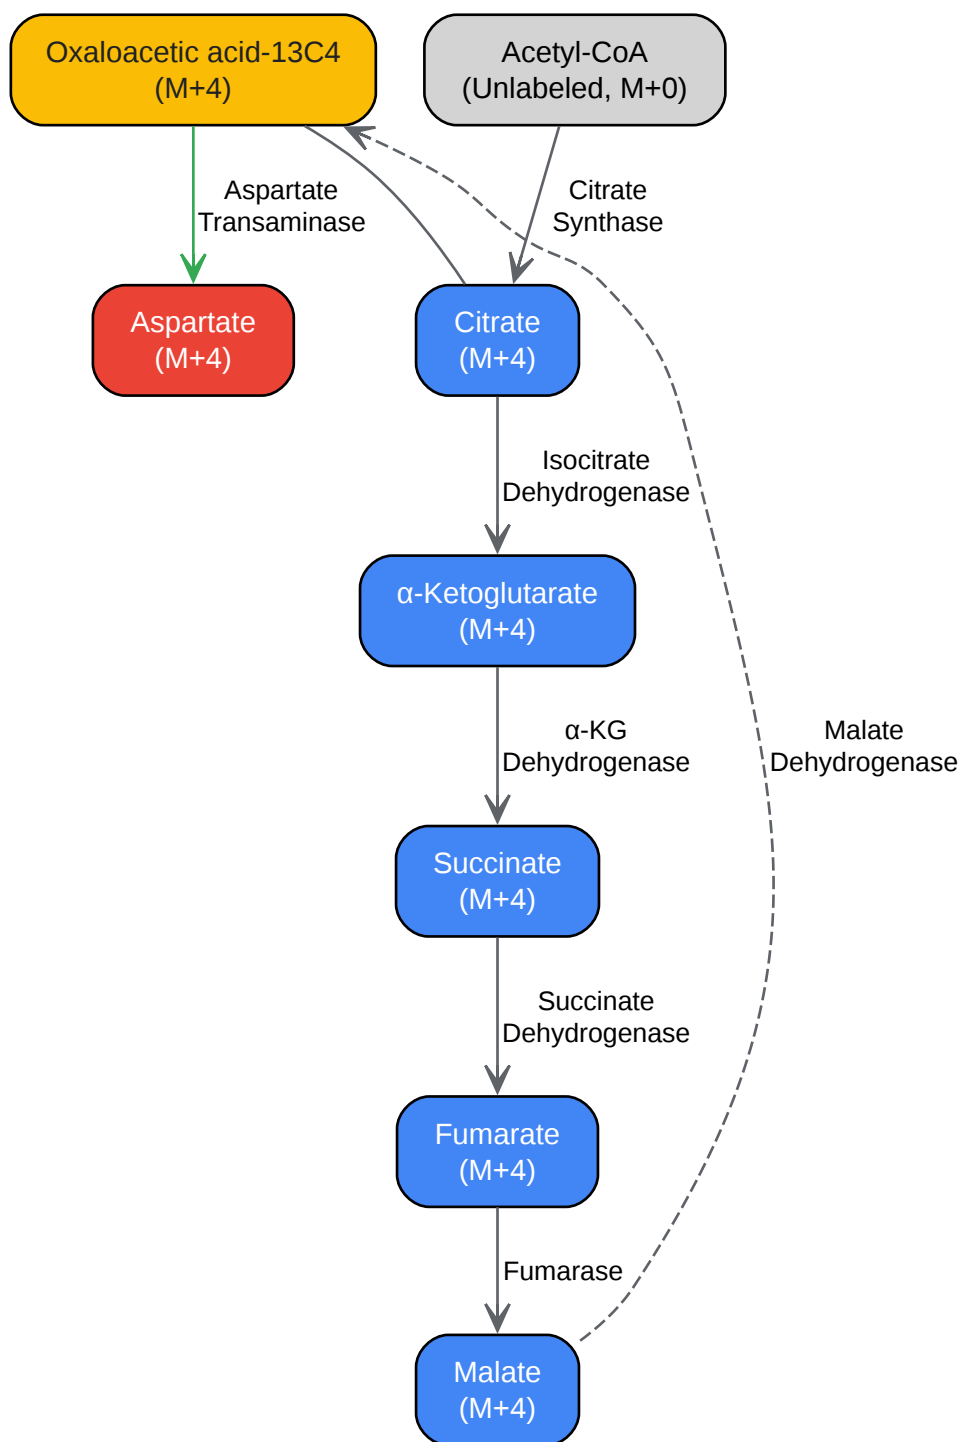 Oxaloacetic acid-13C4
(M+4)
Acetyl-CoA
(Unlabeled, M+0)
Aspartate
Transaminase
Citrate
Synthase
Aspartate
(M+4)
Citrate
(M+4)
Isocitrate
Dehydrogenase
α-Ketoglutarate
(M+4)
α-KG
Dehydrogenase
Malate
Dehydrogenase
Succinate
(M+4)
Succinate
Dehydrogenase
Fumarate
(M+4)
Fumarase
Malate
(M+4)